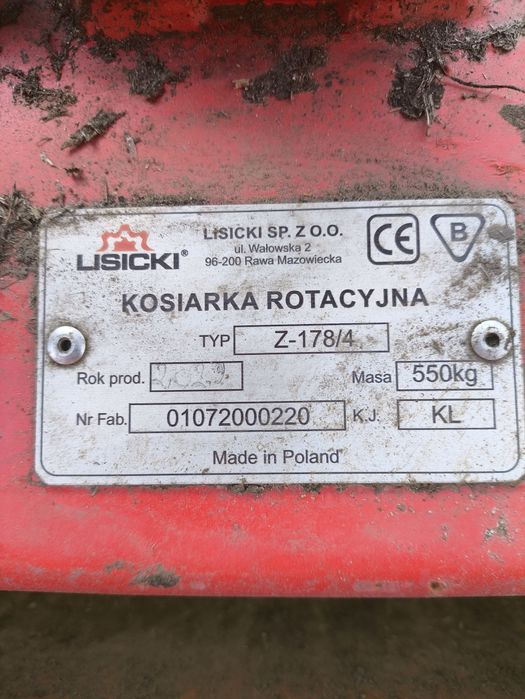 LISICKI®
LISICKI SP. Z O.O.
ul. Wałowska 2
96-200 Rawa Mazowiecka
CE
B
KOSIARKA ROTACYJNA
TYP Z-178/4
Rok prod. 2022 Masa 550kg
Nr Fab. 01072000220 K.J. KL
Made in Poland